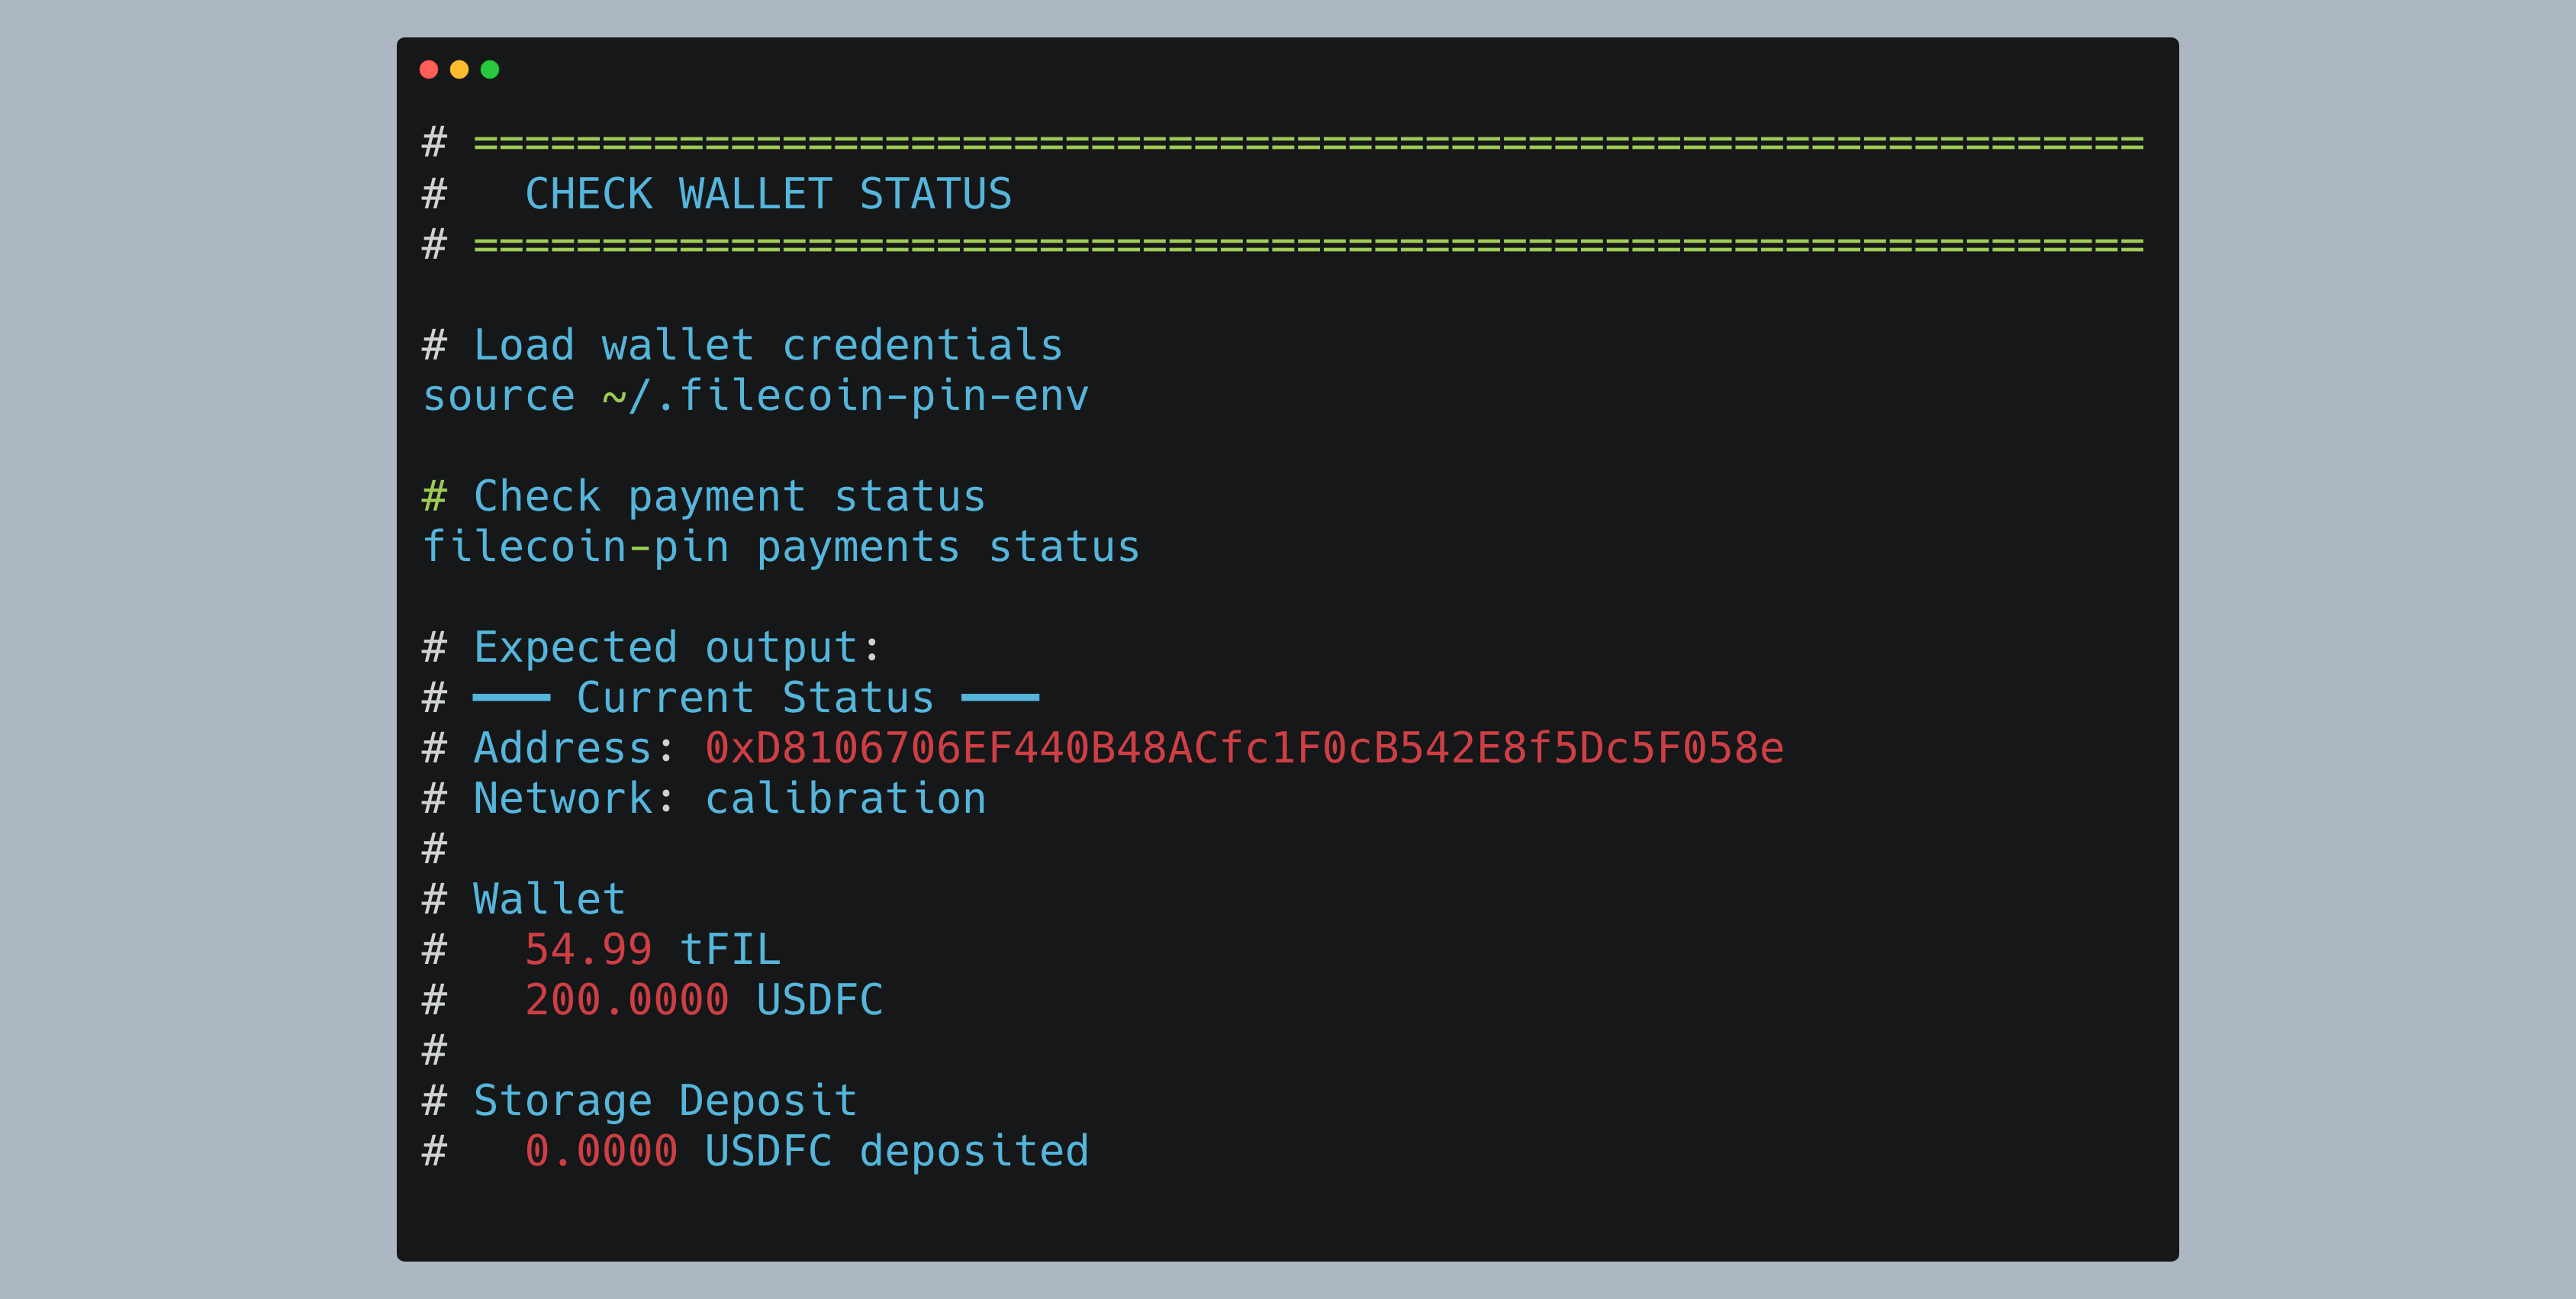 # =================================================================
#   CHECK WALLET STATUS
# =================================================================
# Load wallet credentials
source ~/.filecoin-pin-env
# Check payment status
filecoin-pin payments status
# Expected output:
# ━━━ Current Status ━━━
# Address: 0xD8106706EF440B48ACfc1F0cB542E8f5Dc5F058e
# Network: calibration
#
# Wallet
#   54.99 tFIL
#   200.0000 USDFC
#
# Storage Deposit
#   0.0000 USDFC deposited